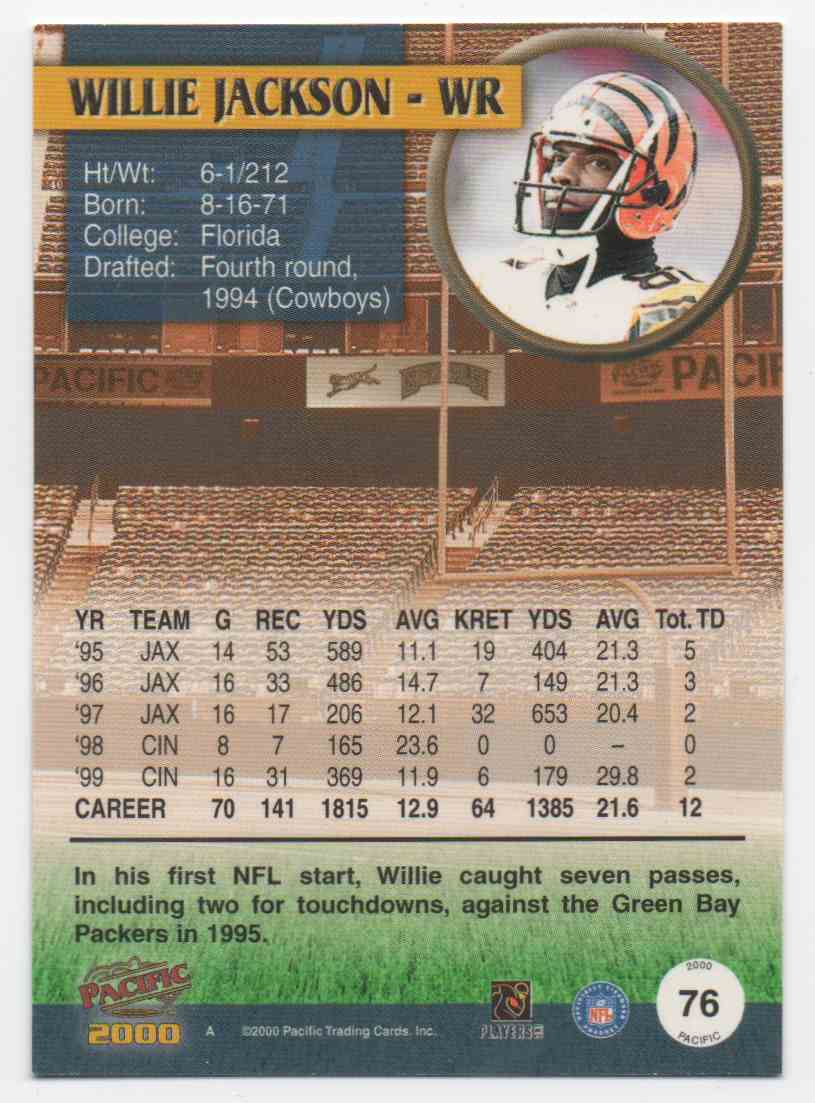 WILLIE JACKSON - WR
Ht/Wt: 6-1/212
Born: 8-16-71
College: Florida
Drafted: Fourth round,
1994 (Cowboys)
PACIFIC
PACIFI
YR TEAM G REC YDS AVG KRET YDS AVG Tot. TD
'95 JAX 14 53 589 11.1 19 404 21.3 5
'96 JAX 16 33 486 14.7 7 149 21.3 3
'97 JAX 16 17 206 12.1 32 653 20.4 2
'98 CIN 8 7 165 23.6 0 0 – 0
'99 CIN 16 31 369 11.9 6 179 29.8 2
CAREER 70 141 1815 12.9 64 1385 21.6 12
In his first NFL start, Willie caught seven passes,
including two for touchdowns, against the Green Bay
Packers in 1995.
PACIFIC
2000
A ©2000 Pacific Trading Cards, Inc.
PLAYERS INC
NFL
2000
76
PACIFIC